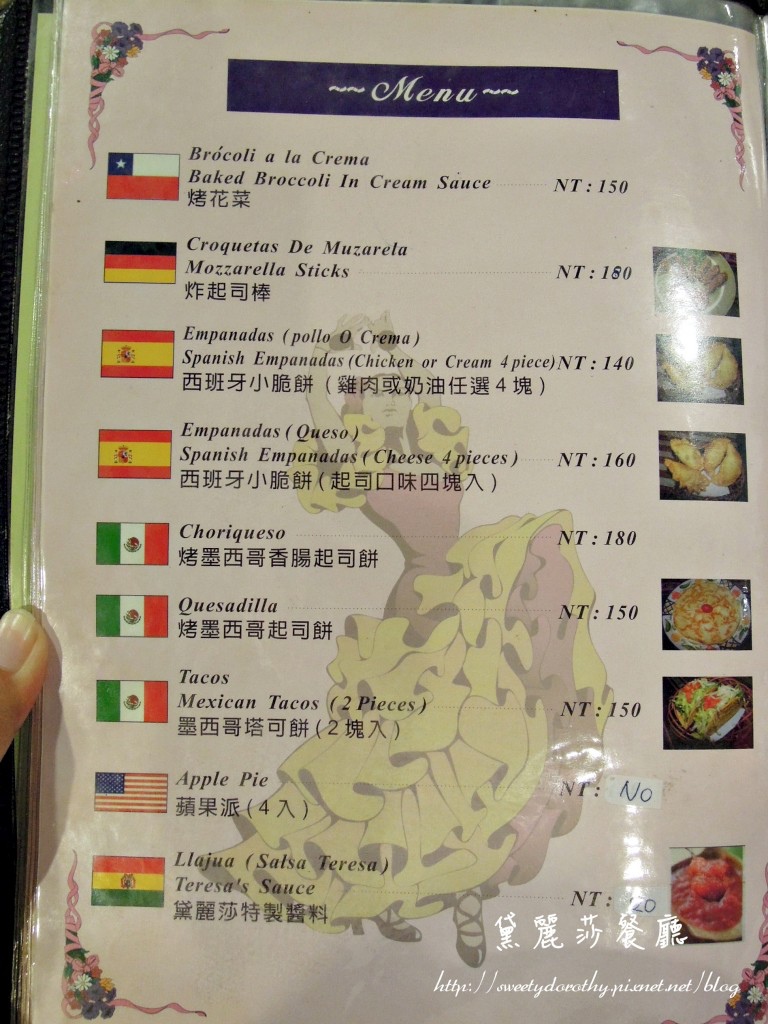 ~~Menu~~
Brócoli a la Crema
Baked Broccoli In Cream Sauce NT:150
烤花菜
Croquetas De Muzarela
Mozzarella Sticks NT:180
炸起司棒
Empanadas (pollo O Crema)
Spanish Empanadas (Chicken or Cream 4 piece) NT:140
西班牙小脆餅 (雞肉或奶油任選4塊)
Empanadas (Queso)
Spanish Empanadas (Cheese 4 pieces) NT:160
西班牙小脆餅 (起司口味四塊入)
Choriqueso NT:180
烤墨西哥香腸起司餅
Quesadilla NT:150
烤墨西哥起司餅
Tacos
Mexican Tacos (2 Pieces) NT:150
墨西哥塔可餅 (2塊入)
Apple Pie NT: No
蘋果派 (4入)
Llajua (Salsa Teresa)
Teresa's Sauce NT: 20
黛麗莎特製醬料
黛麗莎餐廳
http://sweetydorothy.pixnet.net/blog